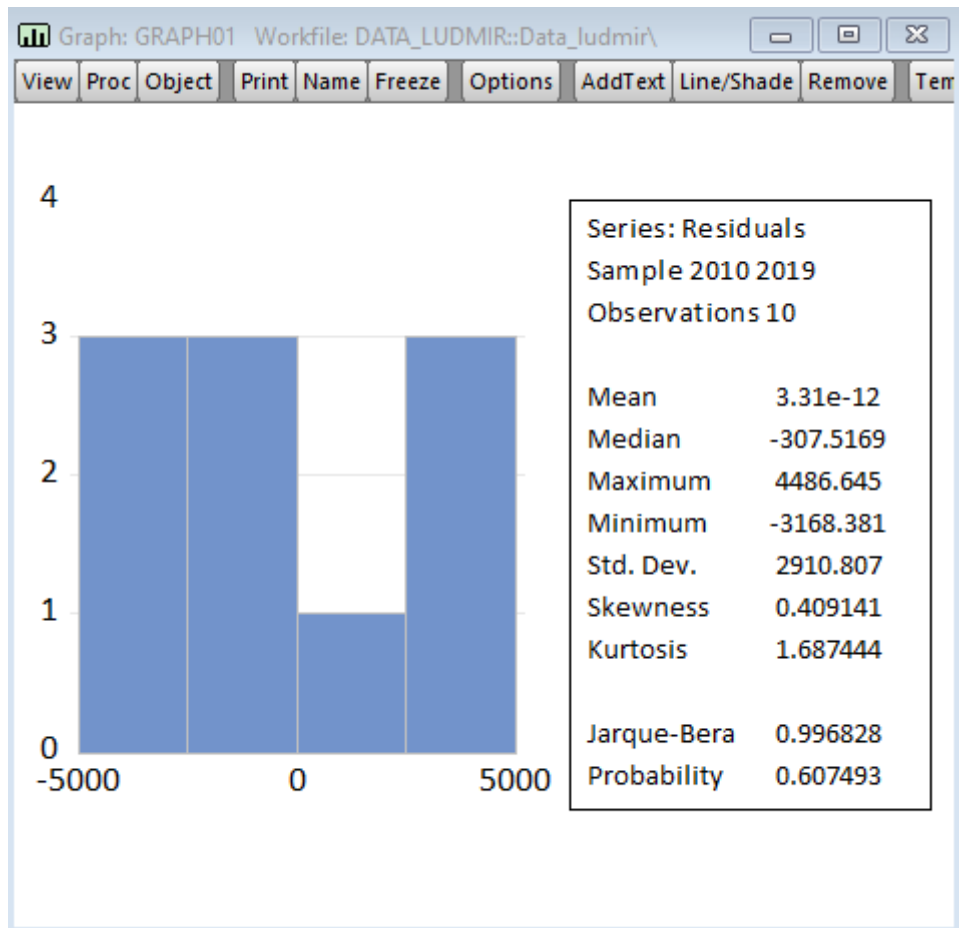 Graph: GRAPH01 Workfile: DATA_LUDMIR::Data_ludmir\
View Proc Object Print Name Freeze Options AddText Line/Shade Remove Tem
4
3
2
1
0
-5000 0 5000
Series: Residuals
Sample 2010 2019
Observations 10
Mean 3.31e-12
Median -307.5169
Maximum 4486.645
Minimum -3168.381
Std. Dev. 2910.807
Skewness 0.409141
Kurtosis 1.687444
Jarque-Bera 0.996828
Probability 0.607493